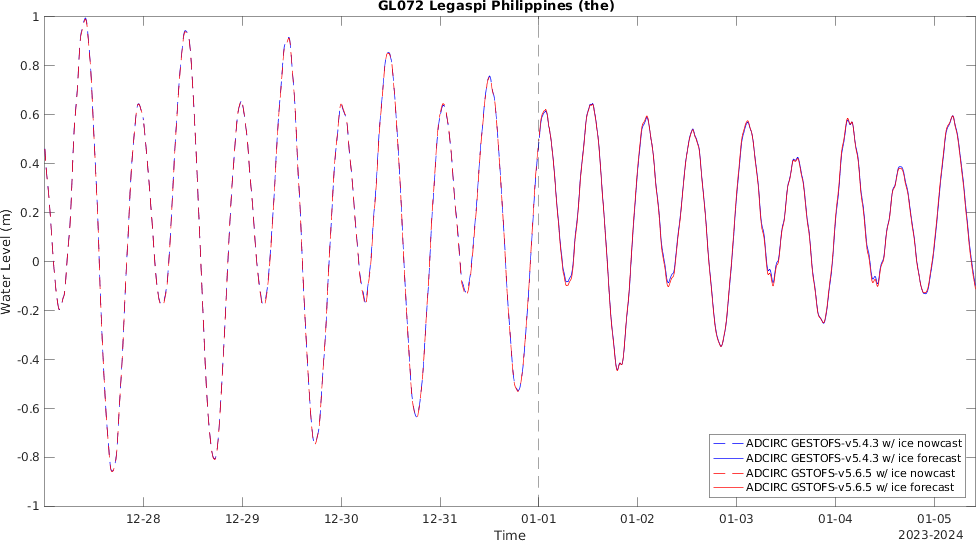 GL072 Legaspi Philippines (the)
1
0.8
0.6
0.4
0.2
0
-0.2
-0.4
-0.6
-0.8
-1
Water Level (m)
ADCIRC GESTOFS-v5.4.3 w/ ice nowcast
ADCIRC GESTOFS-v5.4.3 w/ ice forecast
ADCIRC GSTOFS-v5.6.5 w/ ice nowcast
ADCIRC GSTOFS-v5.6.5 w/ ice forecast
12-28 12-29 12-30 12-31 01-01 01-02 01-03 01-04 01-05
Time
2023-2024